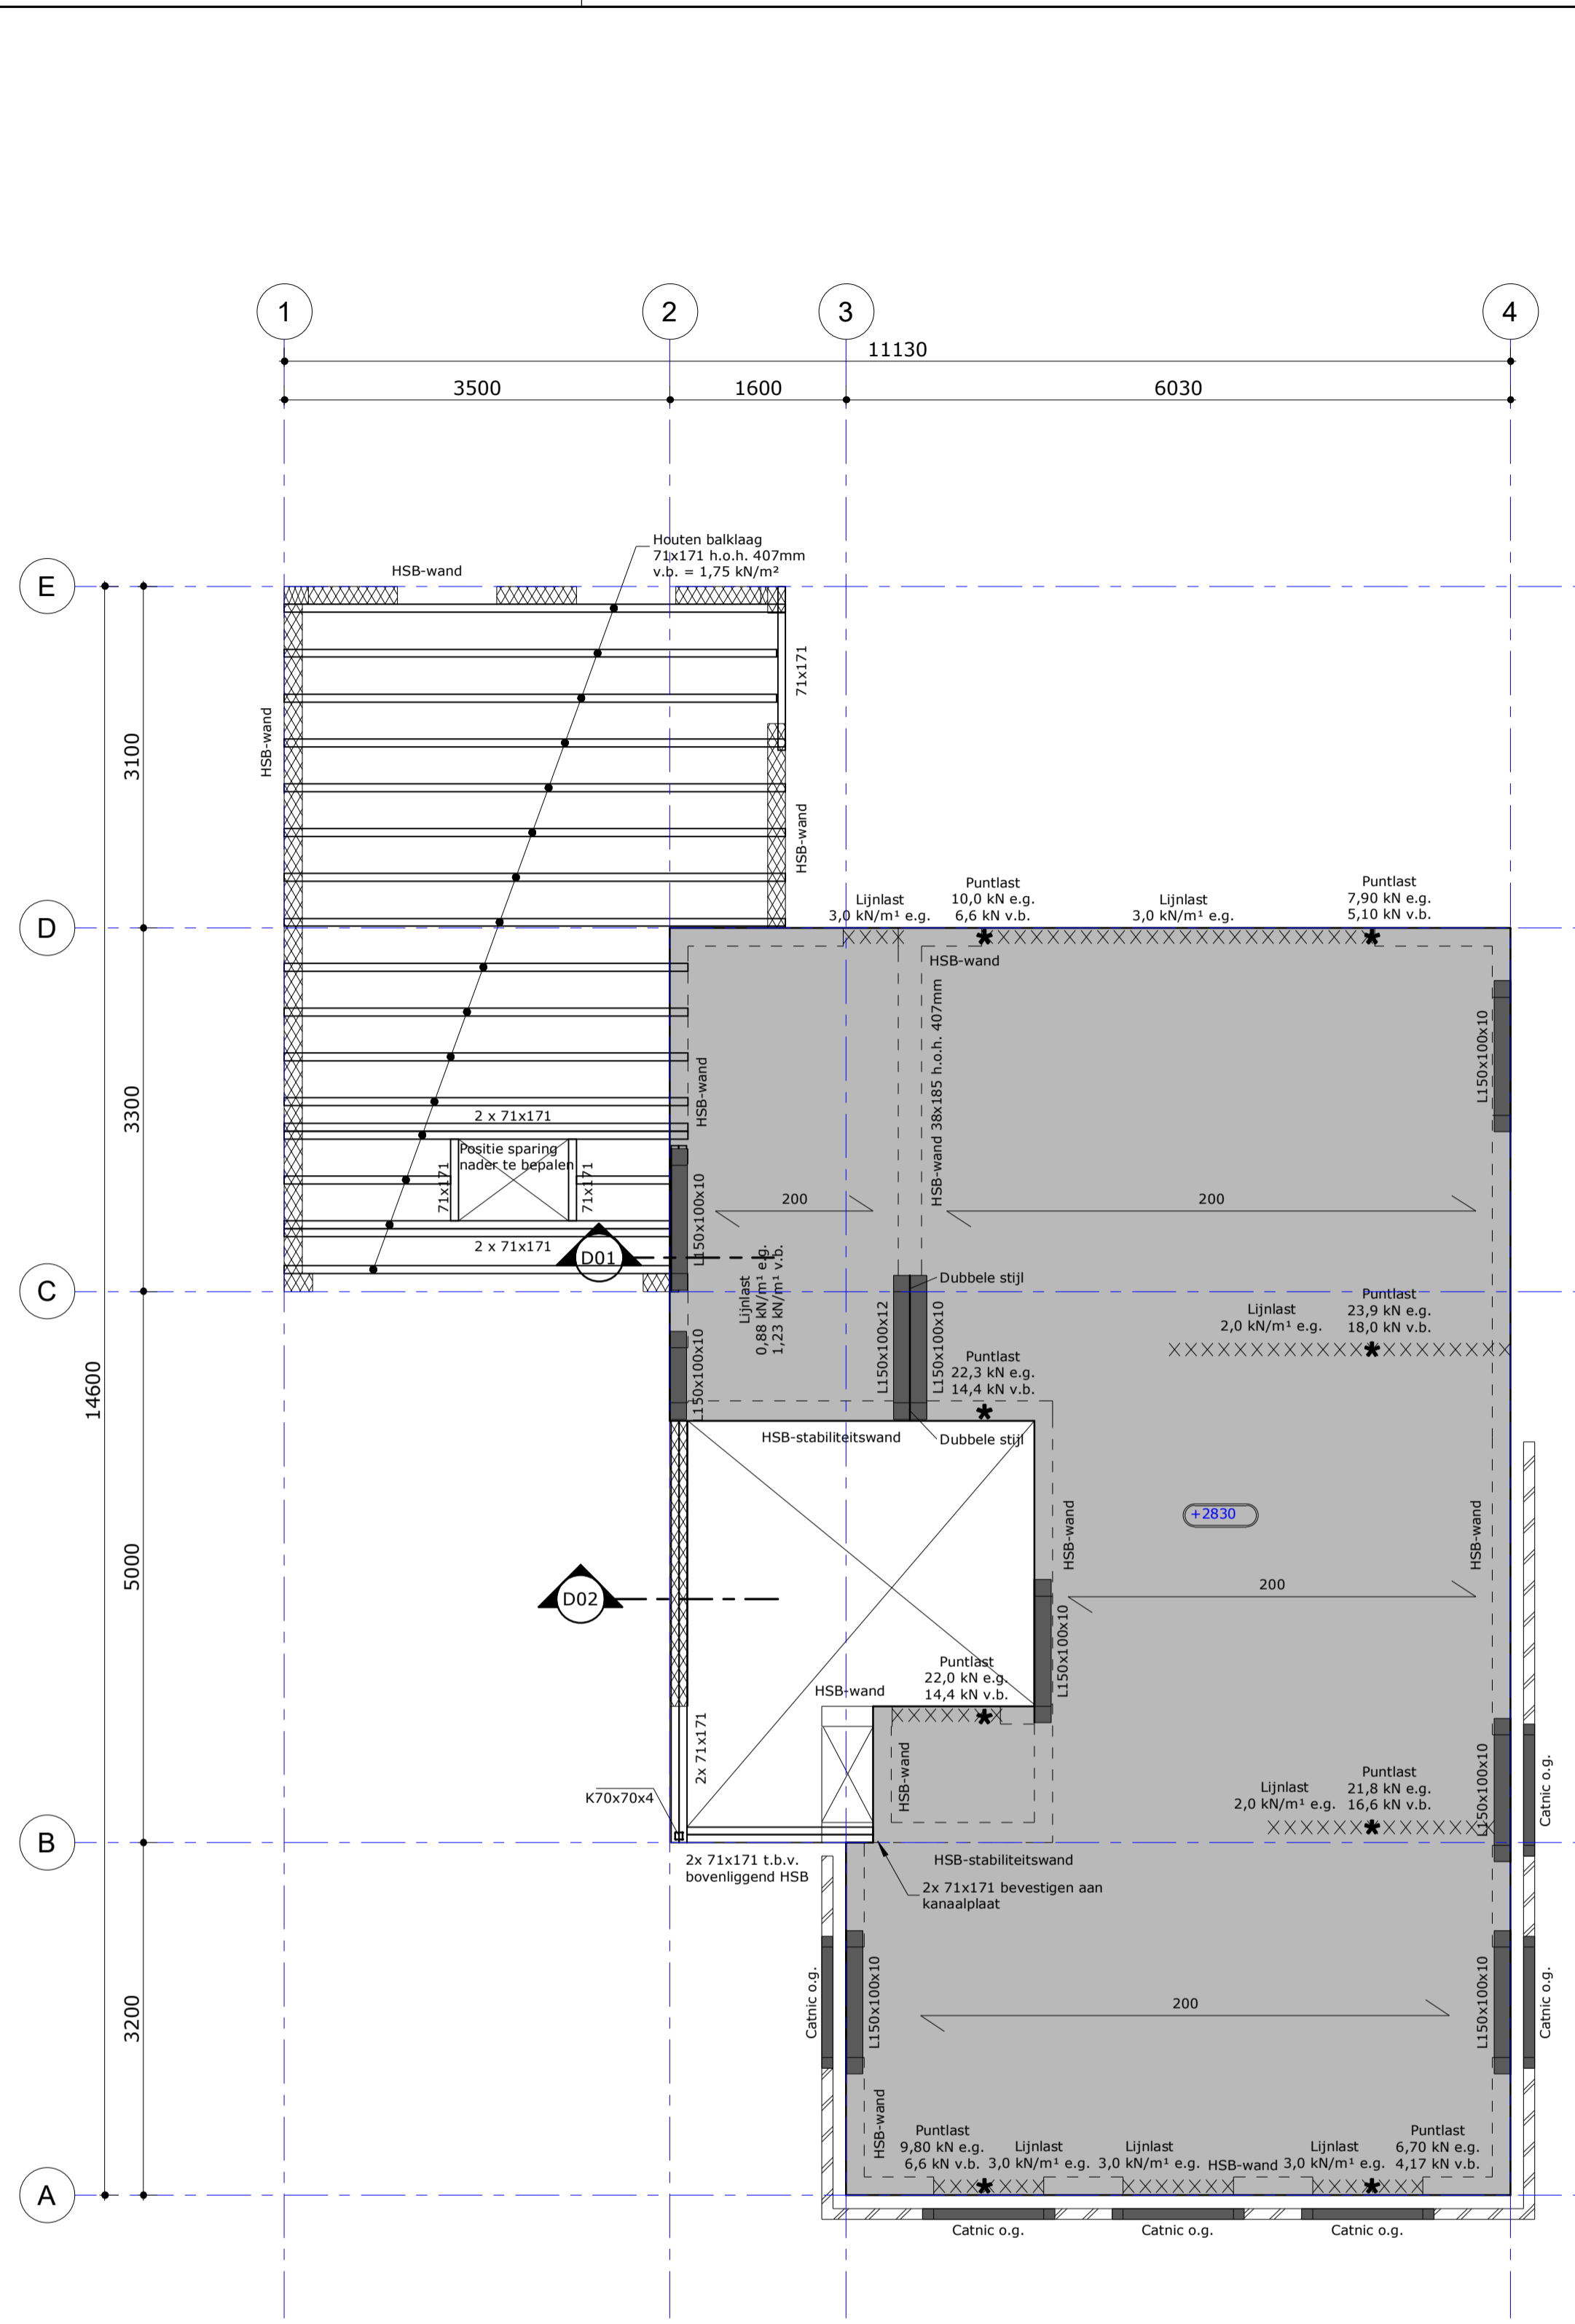 1
2
3
4
11130
3500
1600
6030
Houten balklaag
71x171 h.o.h. 407mm
v.b. = 1,75 kN/m²
HSB-wand
E
71x171
HSB-wand
3100
HSB-wand
D
Lijnlast
3,0 kN/m¹ e.g.
Puntlast
10,0 kN e.g.
6,6 kN v.b.
Lijnlast
3,0 kN/m¹ e.g.
Puntlast
7,90 kN e.g.
5,10 kN v.b.
HSB-wand
HSB-wand 38x185 h.o.h. 407mm
L150x100x10
3300
HSB-wand
2 x 71x171
Positie sparing
nader te bepalen
71x171
71x171
2 x 71x171
L150x100x10
200
200
D01
Lijnlast
0,88 kN/m¹ e.g.
1,23 kN/m¹ v.b.
Dubbele stijl
C
L150x100x10
L150x100x12
L150x100x10
Lijnlast
2,0 kN/m¹ e.g.
Puntlast
23,9 kN e.g.
18,0 kN v.b.
Puntlast
22,3 kN e.g.
14,4 kN v.b.
14600
HSB-stabiliteitswand
Dubbele stijl
+2830
HSB-wand
HSB-wand
5000
D02
200
L150x100x10
Puntlast
22,0 kN e.g.
14,4 kN v.b.
HSB-wand
2x 71x171
HSB-wand
K70x70x4
Lijnlast
2,0 kN/m¹ e.g.
Puntlast
21,8 kN e.g.
16,6 kN v.b.
L150x100x10
Catnic o.g.
B
2x 71x171 t.b.v.
bovenliggend HSB
HSB-stabiliteitswand
2x 71x171 bevestigen aan
kanaalplaat
3200
Catnic o.g.
L150x100x10
200
L150x100x10
Catnic o.g.
HSB-wand
Puntlast
9,80 kN e.g.
6,6 kN v.b.
Lijnlast
3,0 kN/m¹ e.g.
Lijnlast
3,0 kN/m¹ e.g.
HSB-wand
Lijnlast
3,0 kN/m¹ e.g.
Puntlast
6,70 kN e.g.
4,17 kN v.b.
A
Catnic o.g.
Catnic o.g.
Catnic o.g.